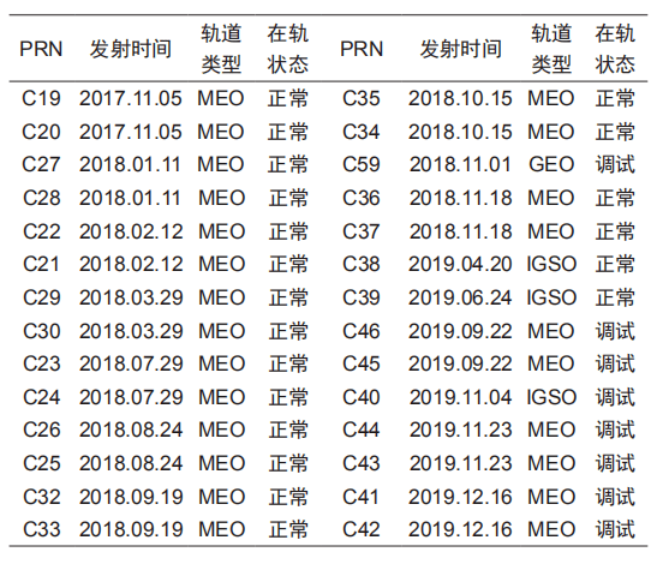 PRN 发射时间 轨道类型 在轨状态 PRN 发射时间 轨道类型 在轨状态
C19 2017.11.05 MEO 正常 C35 2018.10.15 MEO 正常
C20 2017.11.05 MEO 正常 C34 2018.10.15 MEO 正常
C27 2018.01.11 MEO 正常 C59 2018.11.01 GEO 调试
C28 2018.01.11 MEO 正常 C36 2018.11.18 MEO 正常
C22 2018.02.12 MEO 正常 C37 2018.11.18 MEO 正常
C21 2018.02.12 MEO 正常 C38 2019.04.20 IGSO 正常
C29 2018.03.29 MEO 正常 C39 2019.06.24 IGSO 正常
C30 2018.03.29 MEO 正常 C46 2019.09.22 MEO 调试
C23 2018.07.29 MEO 正常 C45 2019.09.22 MEO 调试
C24 2018.07.29 MEO 正常 C40 2019.11.04 IGSO 调试
C26 2018.08.24 MEO 正常 C44 2019.11.23 MEO 调试
C25 2018.08.24 MEO 正常 C43 2019.11.23 MEO 调试
C32 2018.09.19 MEO 正常 C41 2019.12.16 MEO 调试
C33 2018.09.19 MEO 正常 C42 2019.12.16 MEO 调试